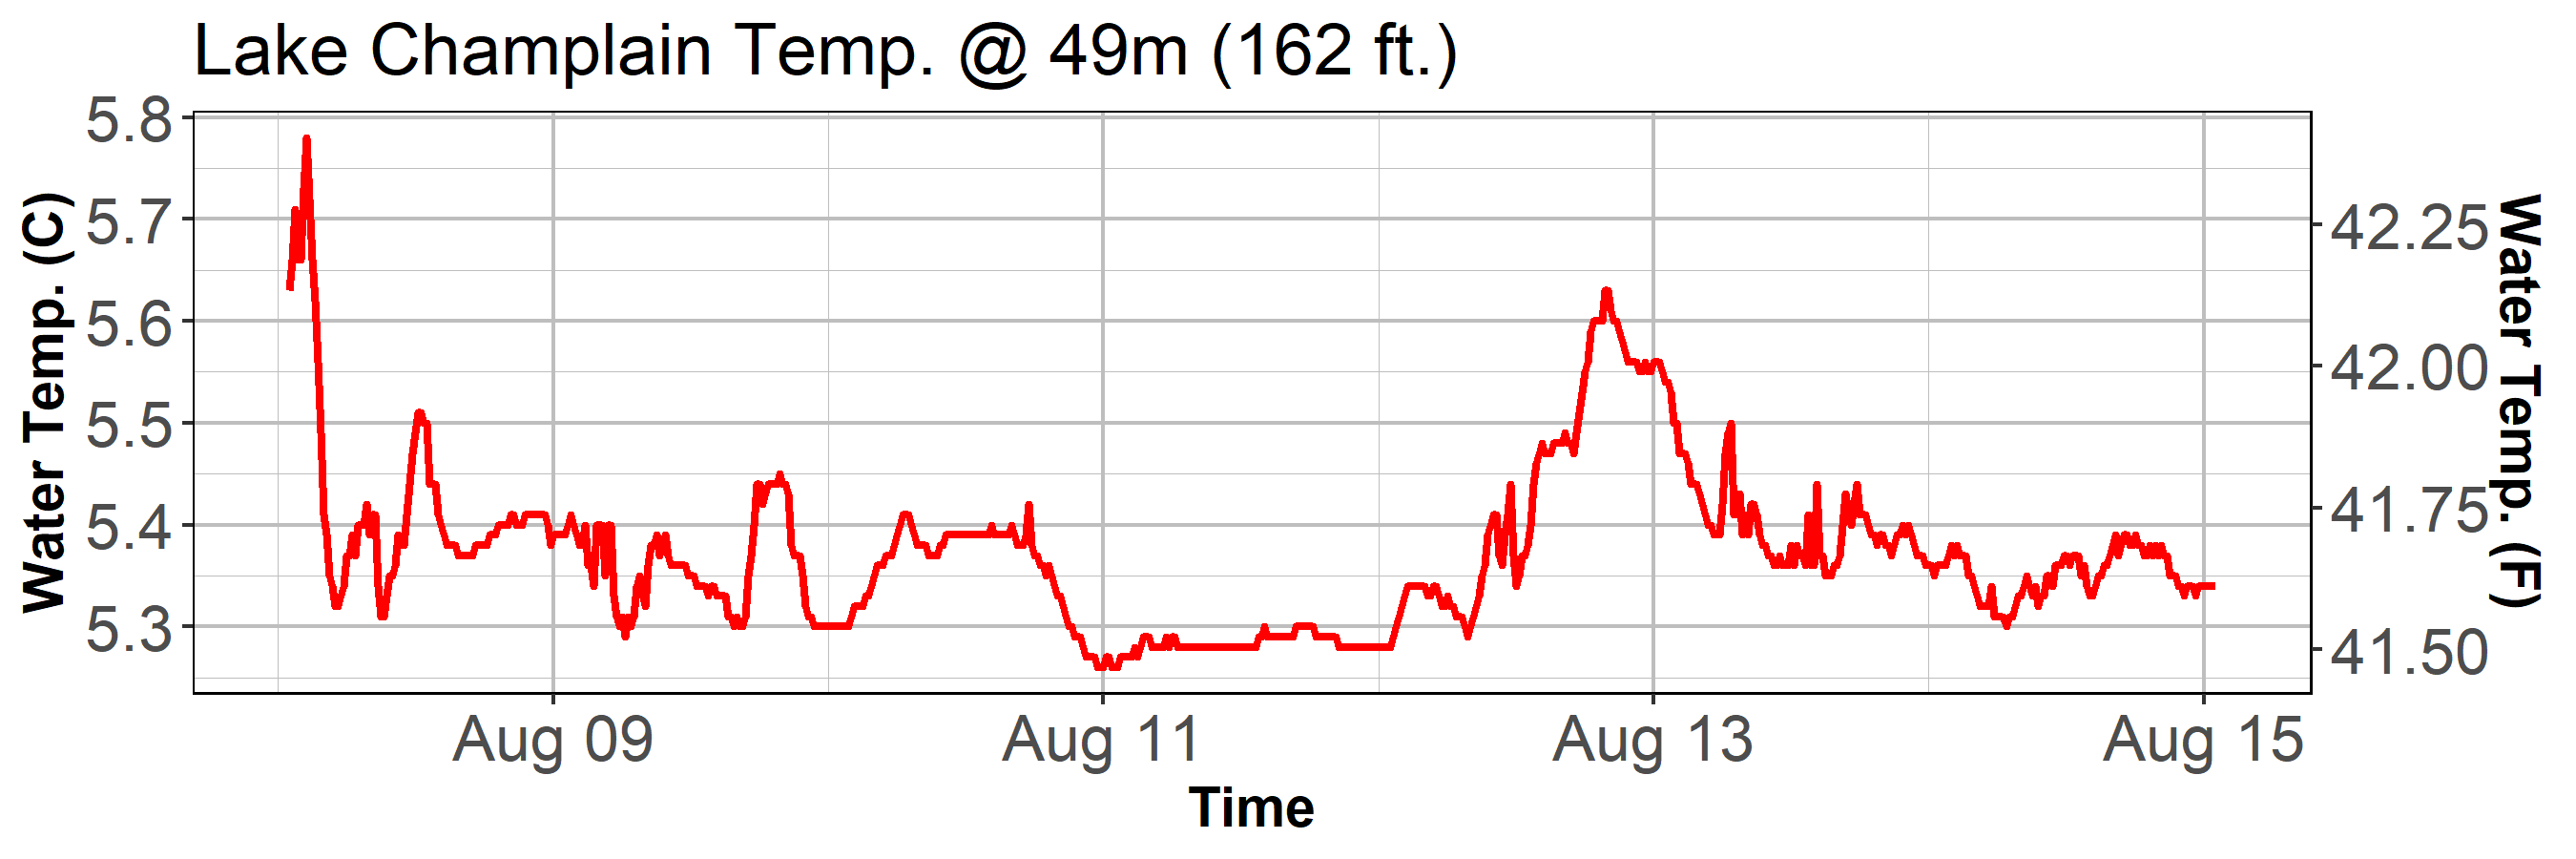 Lake Champlain Temp. @ 49m (162 ft.)
Water Temp. (C)
5.8
5.7
5.6
5.5
5.4
5.3
42.25
42.00
41.75
41.50
Water Temp. (F)
Aug 09 Aug 11 Aug 13 Aug 15
Time